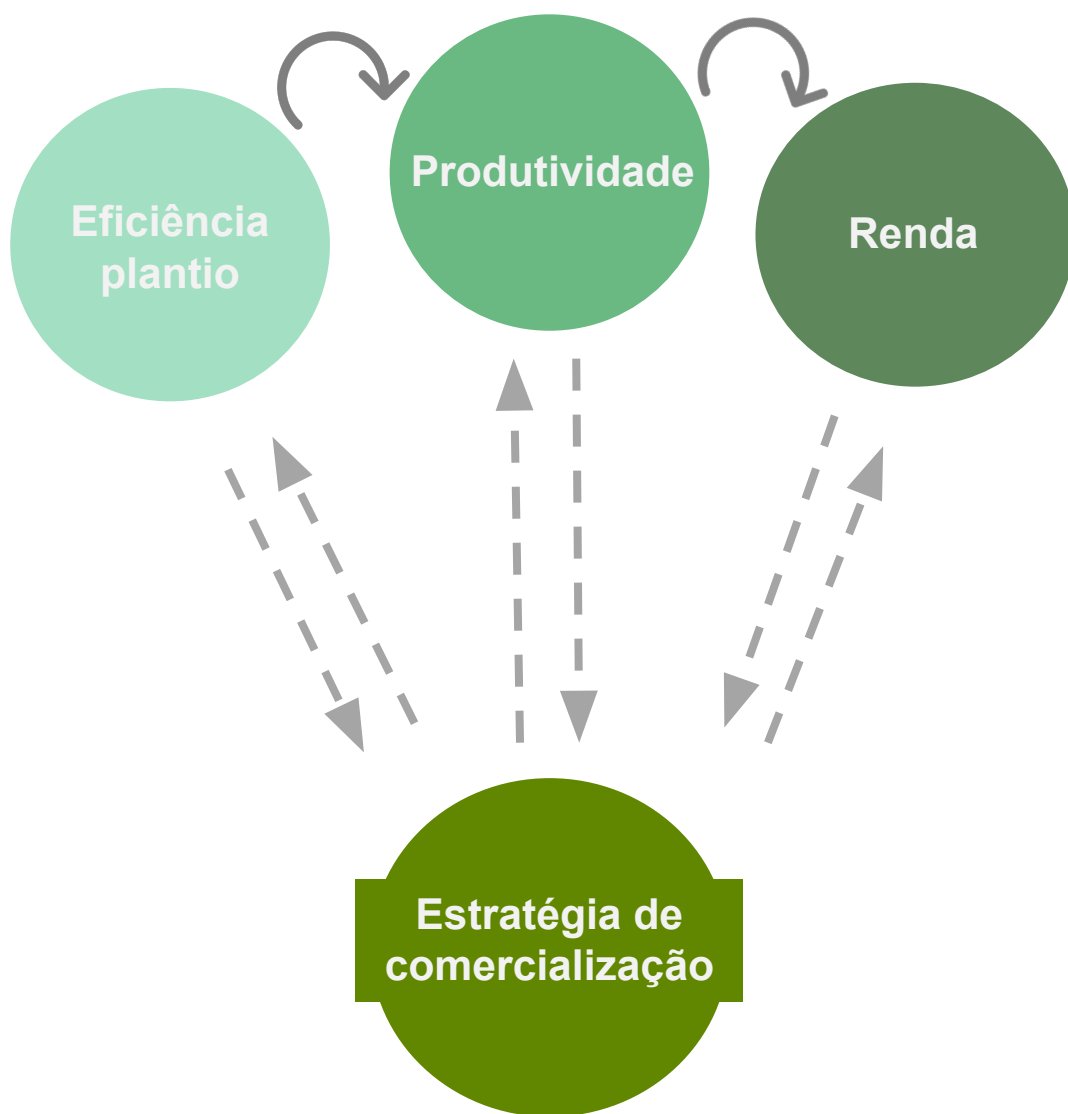 Eficiência
plantio
Produtividade
Renda
Estratégia de
comercialização